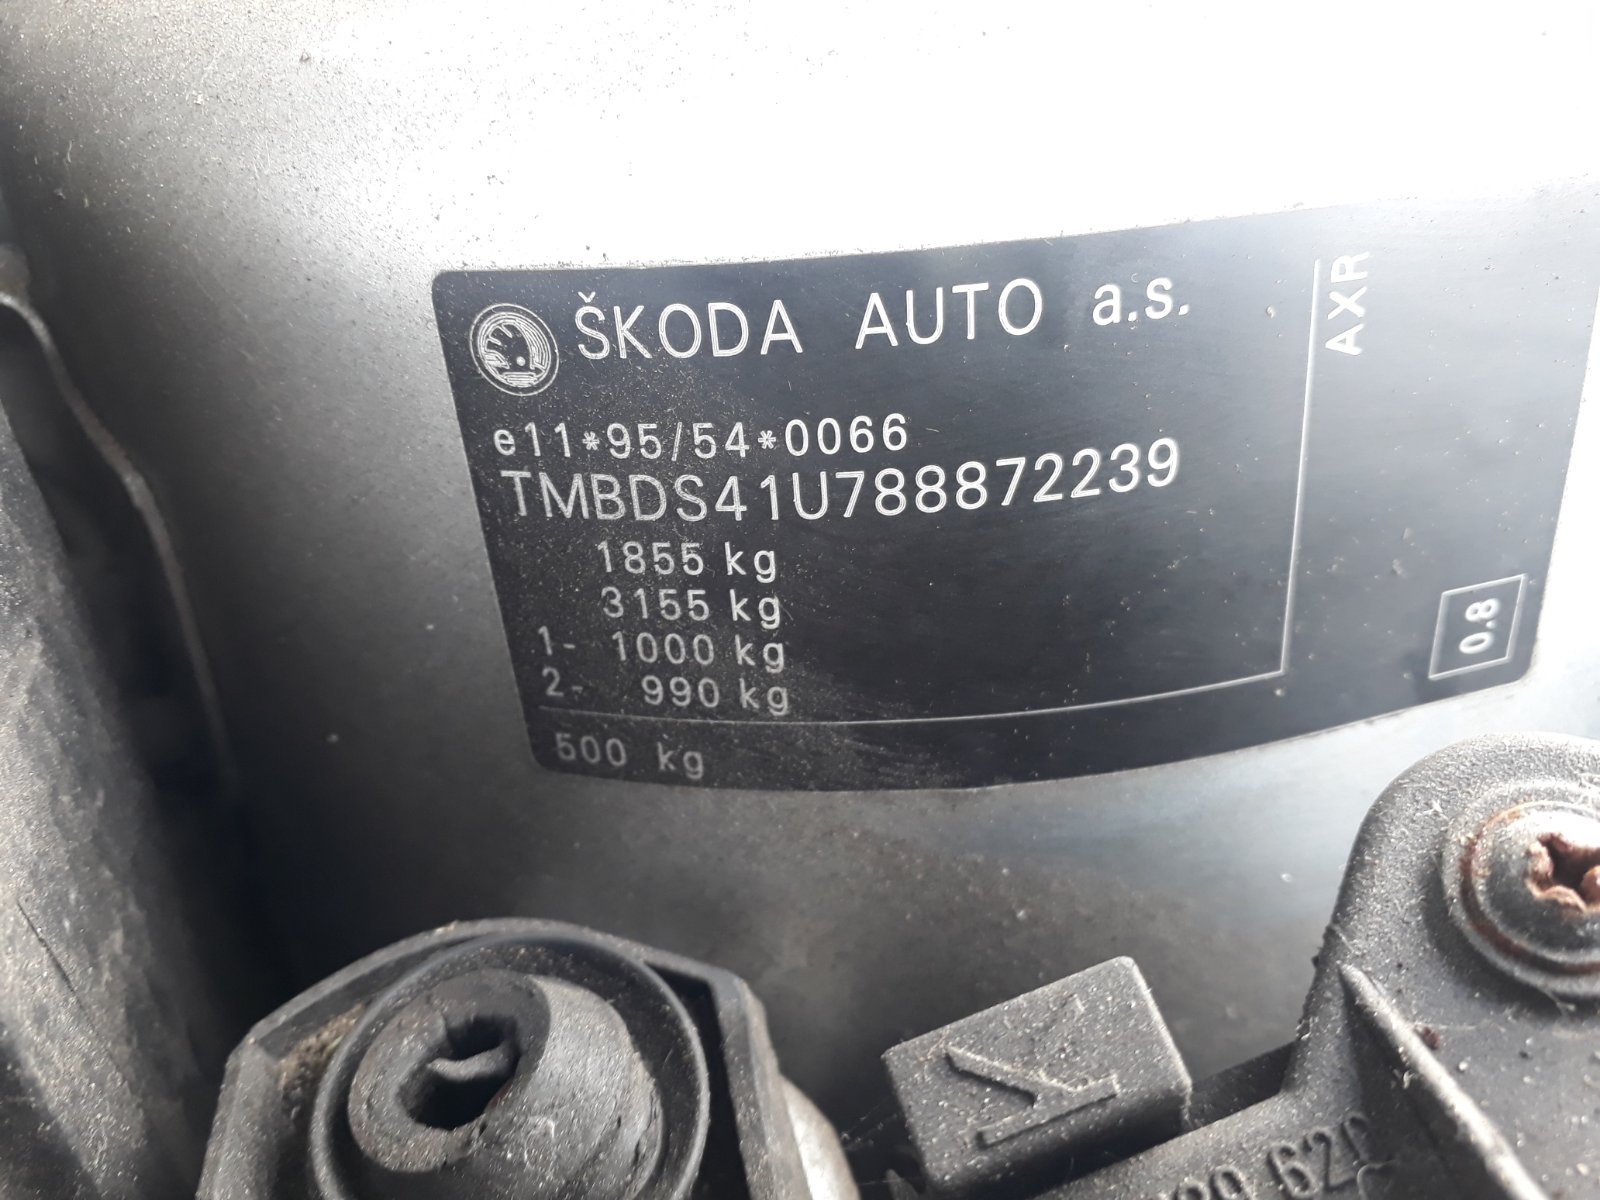 ŠKODA AUTO a.s.
AXR
e11*95/54*0066
TMBDS41U788872239
1855 kg
3155 kg
1- 1000 kg
2- 990 kg
0.8
500 kg